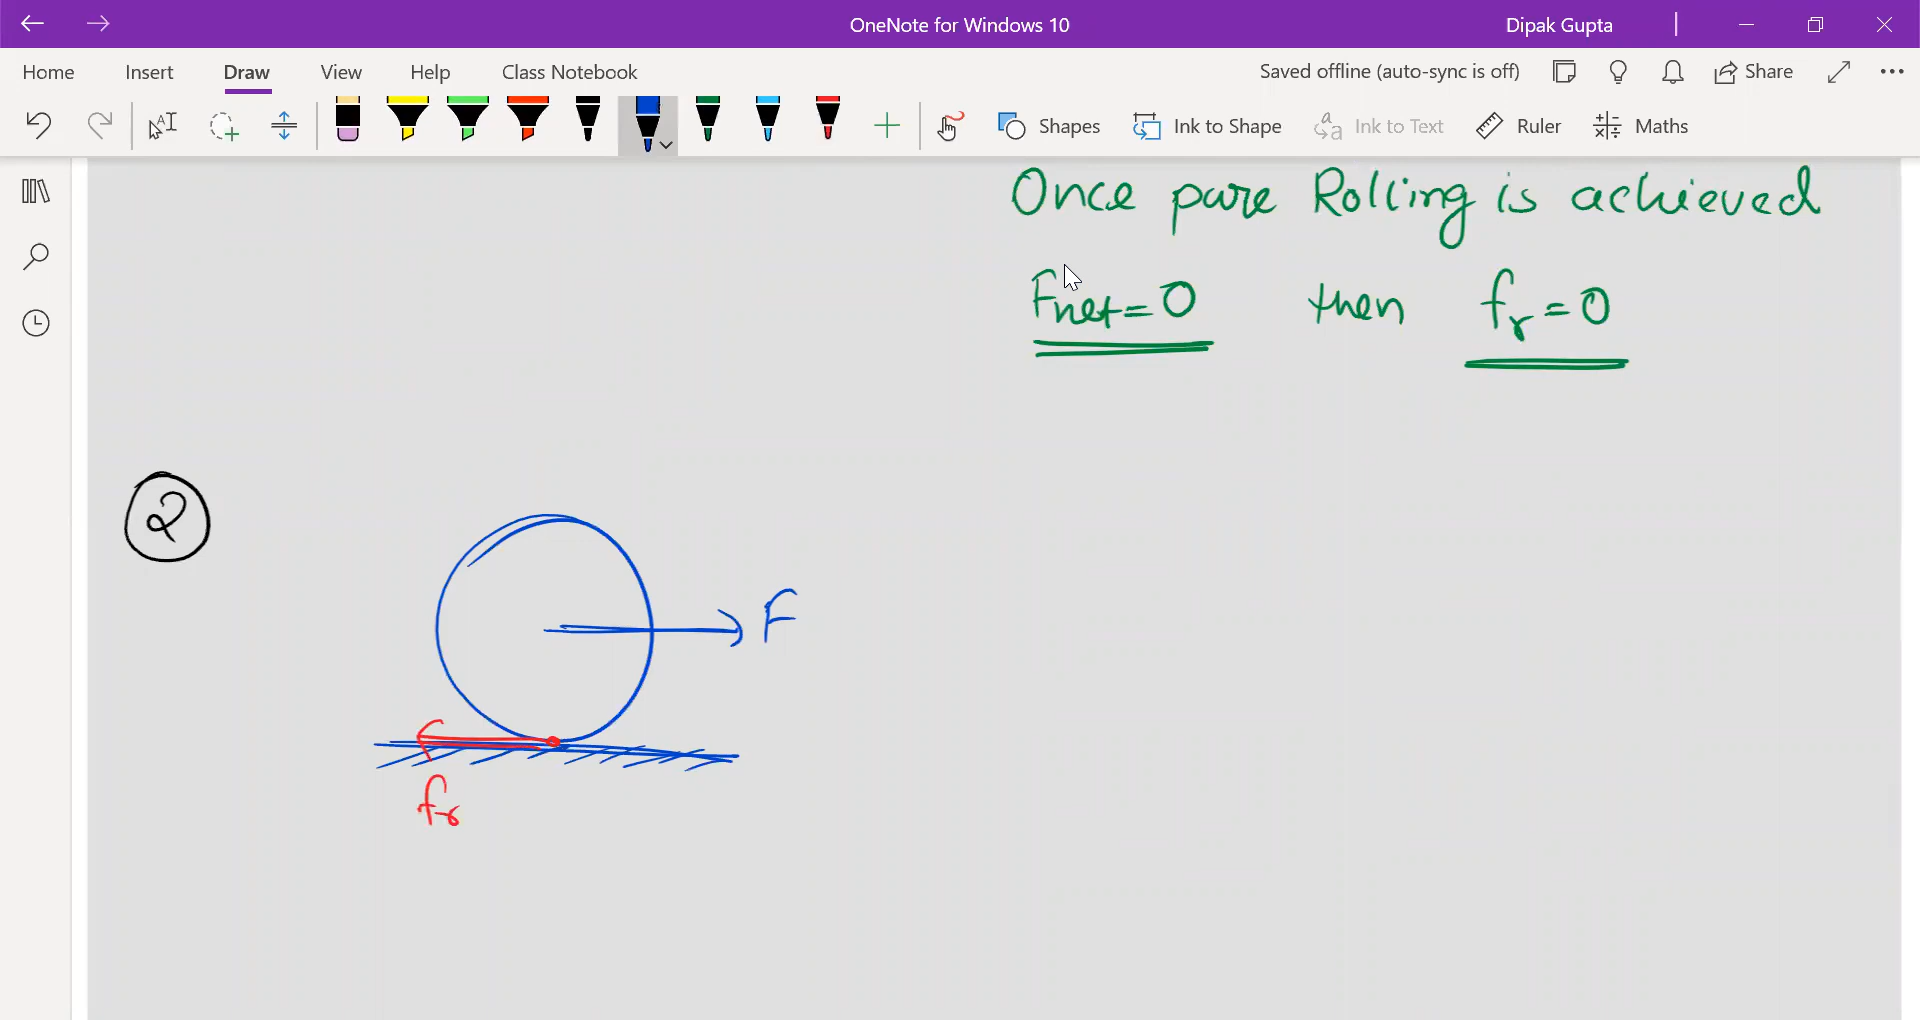 OneNote for Windows 10
Dipak Gupta
Home Insert Draw View Help Class Notebook
Saved offline (auto-sync is off) Share
Shapes Ink to Shape Ink to Text Ruler Maths
Once pure Rolling is achieved
Fnet = 0 then fr = 0
2
F
fr